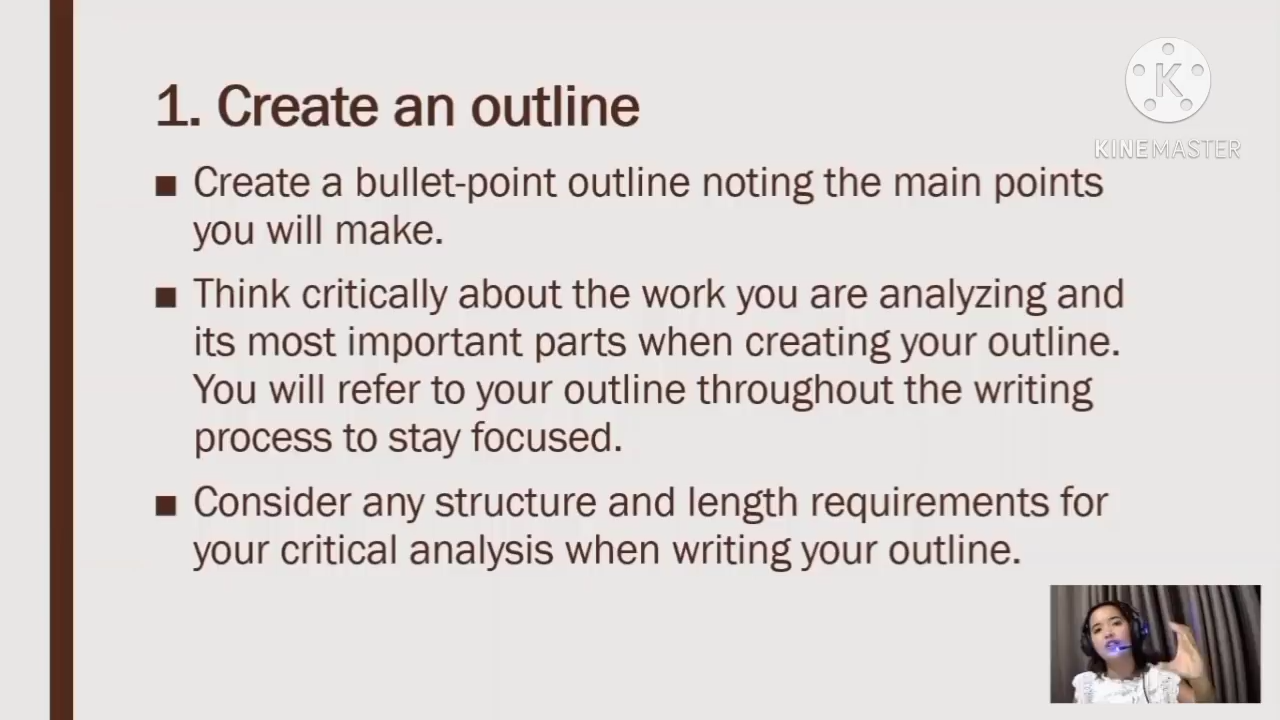 1. Create an outline
K
KINEMASTER
■ Create a bullet-point outline noting the main points
you will make.
■ Think critically about the work you are analyzing and
its most important parts when creating your outline.
You will refer to your outline throughout the writing
process to stay focused.
■ Consider any structure and length requirements for
your critical analysis when writing your outline.